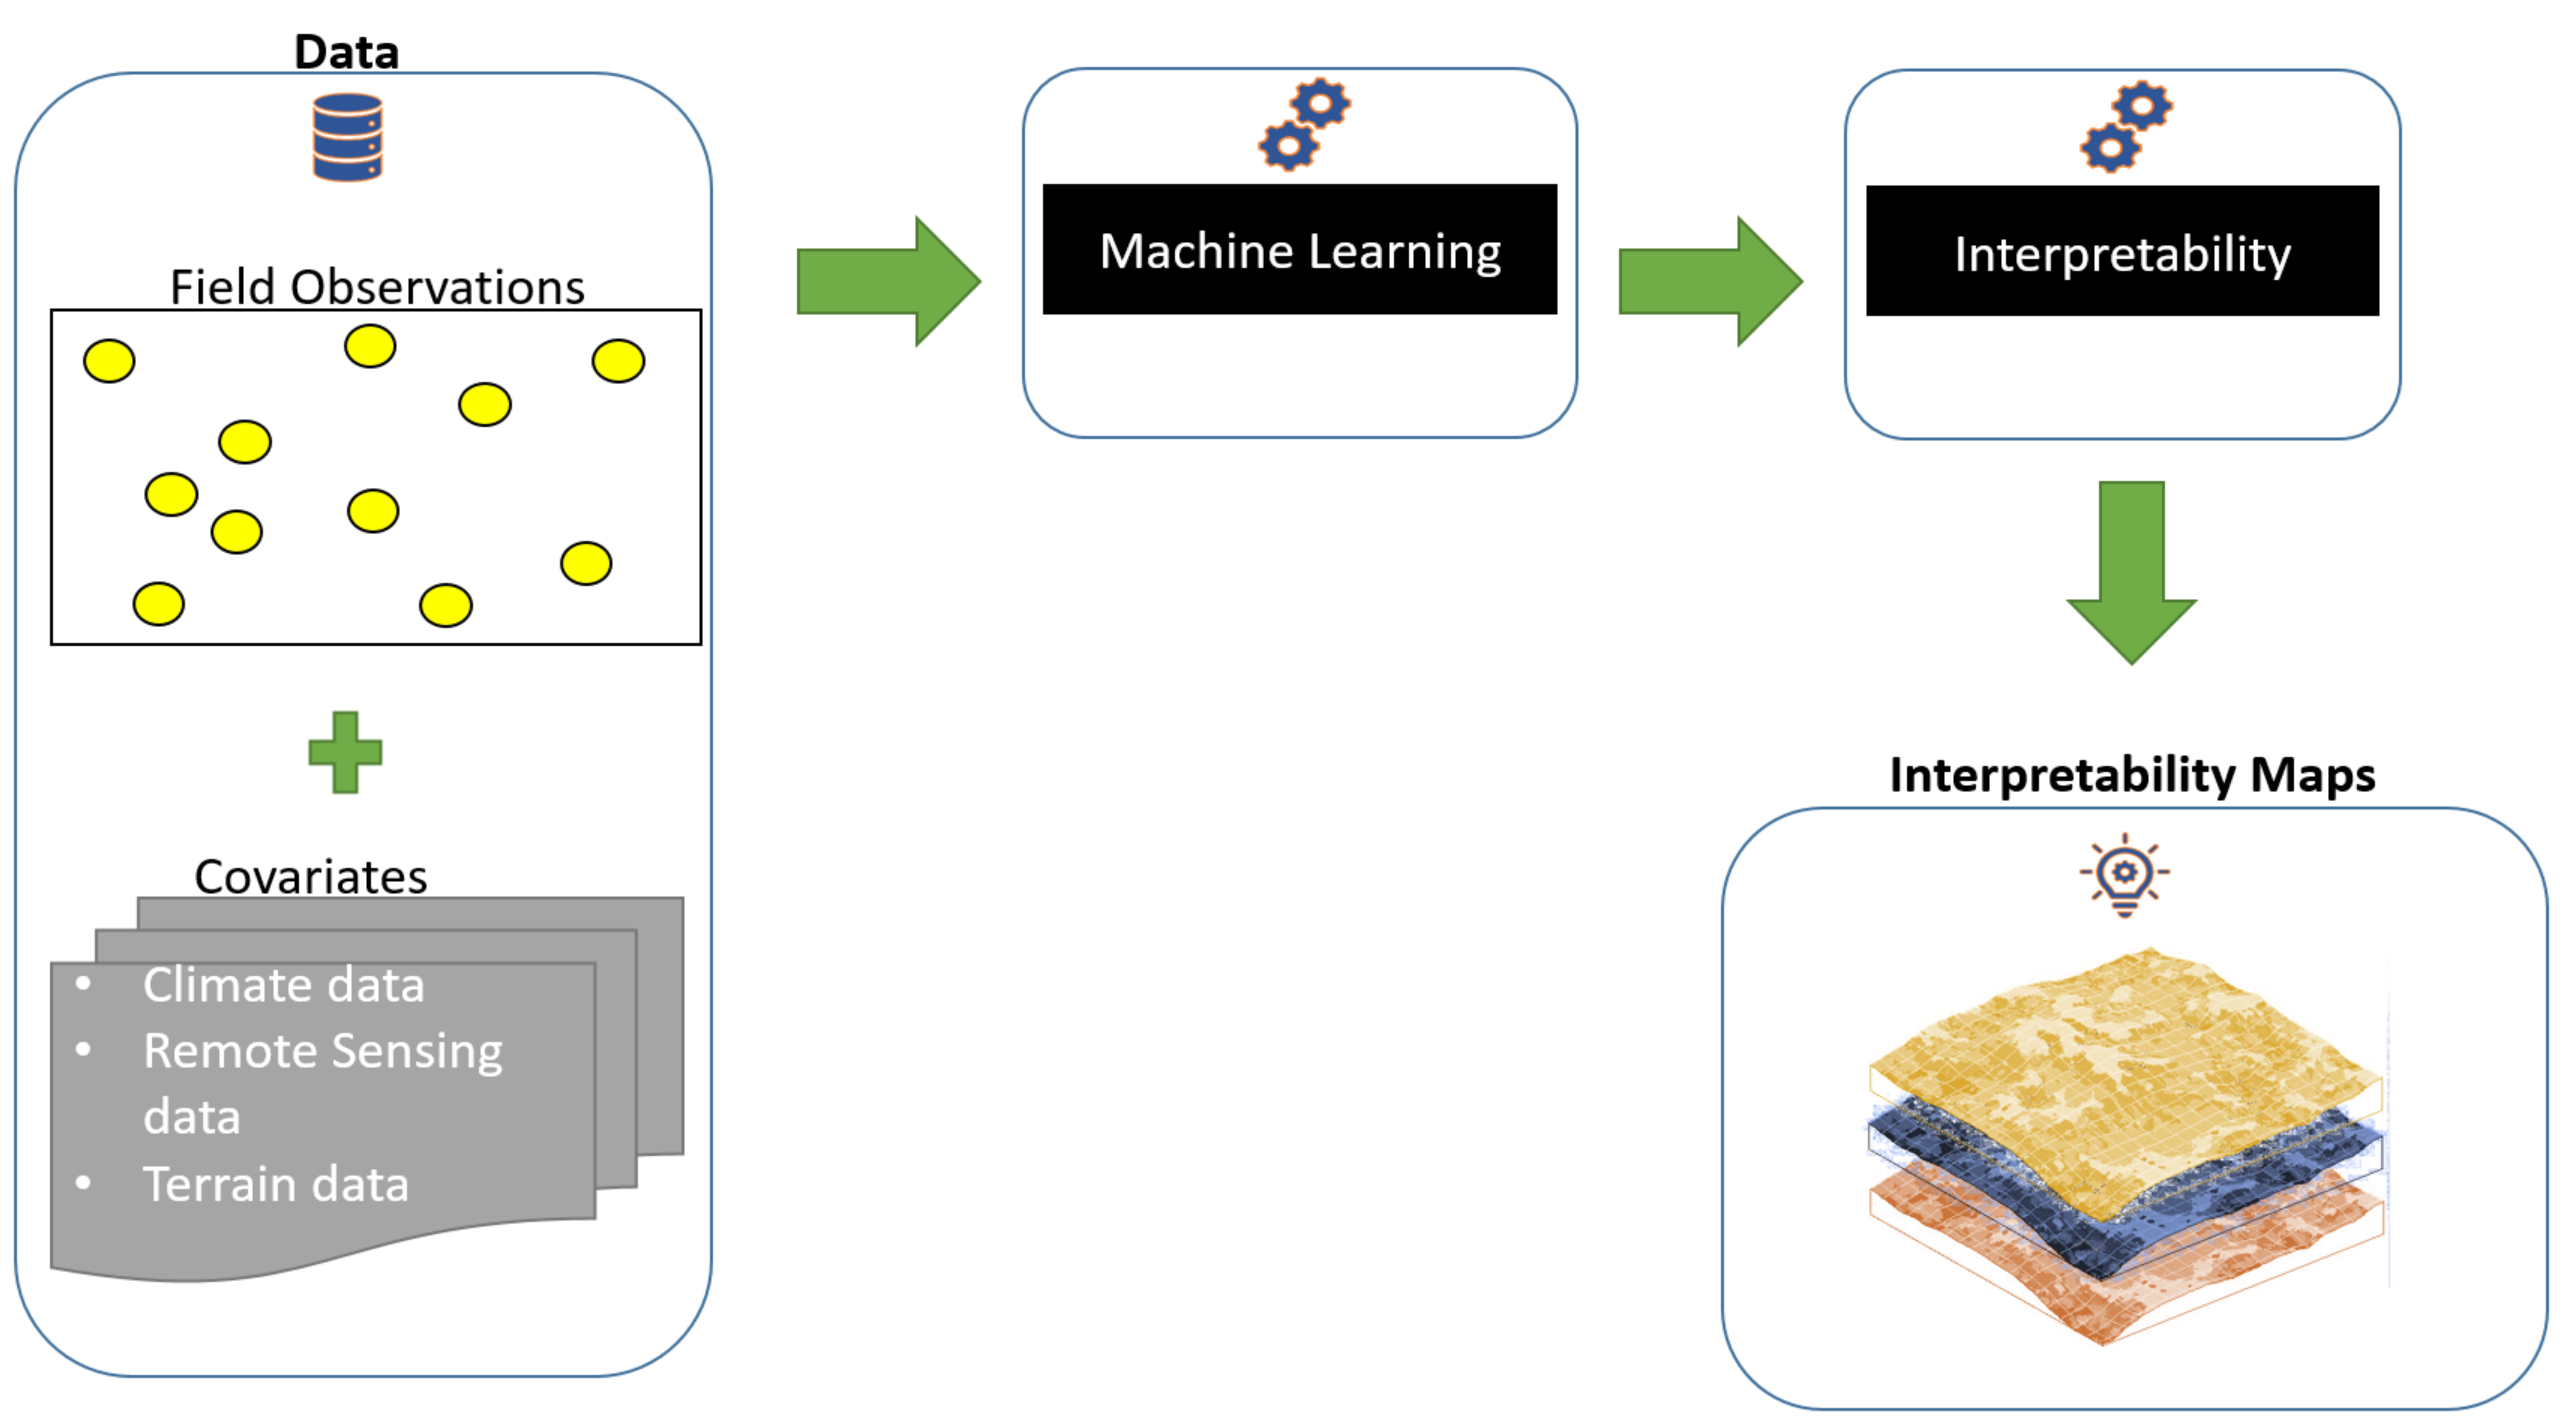 Data
Field Observations
Covariates
• Climate data
• Remote Sensing
data
• Terrain data
Machine Learning
Interpretability
Interpretability Maps